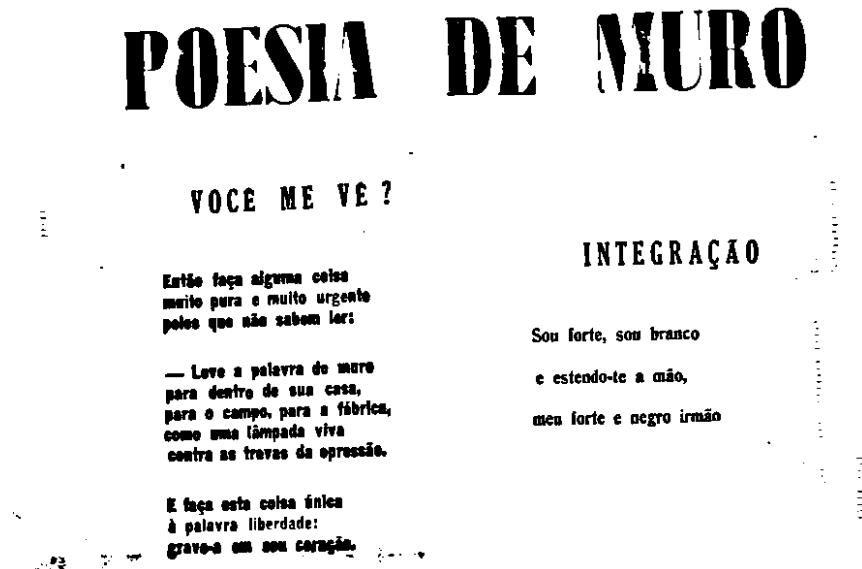 POESIA DE MURO
VOCÊ ME VÊ ?
Então faça alguma coisa
muito pura e muito urgente
pelos que não sabem ler:
— Leve a palavra do muro
para dentro de sua casa,
para o campo, para a fábrica,
como uma lâmpada viva
contra as trevas da opressão.
E faça esta coisa única
à palavra liberdade:
grave-a em seu coração.
INTEGRAÇÃO
Sou forte, sou branco
e estendo-te a mão,
meu forte e negro irmão